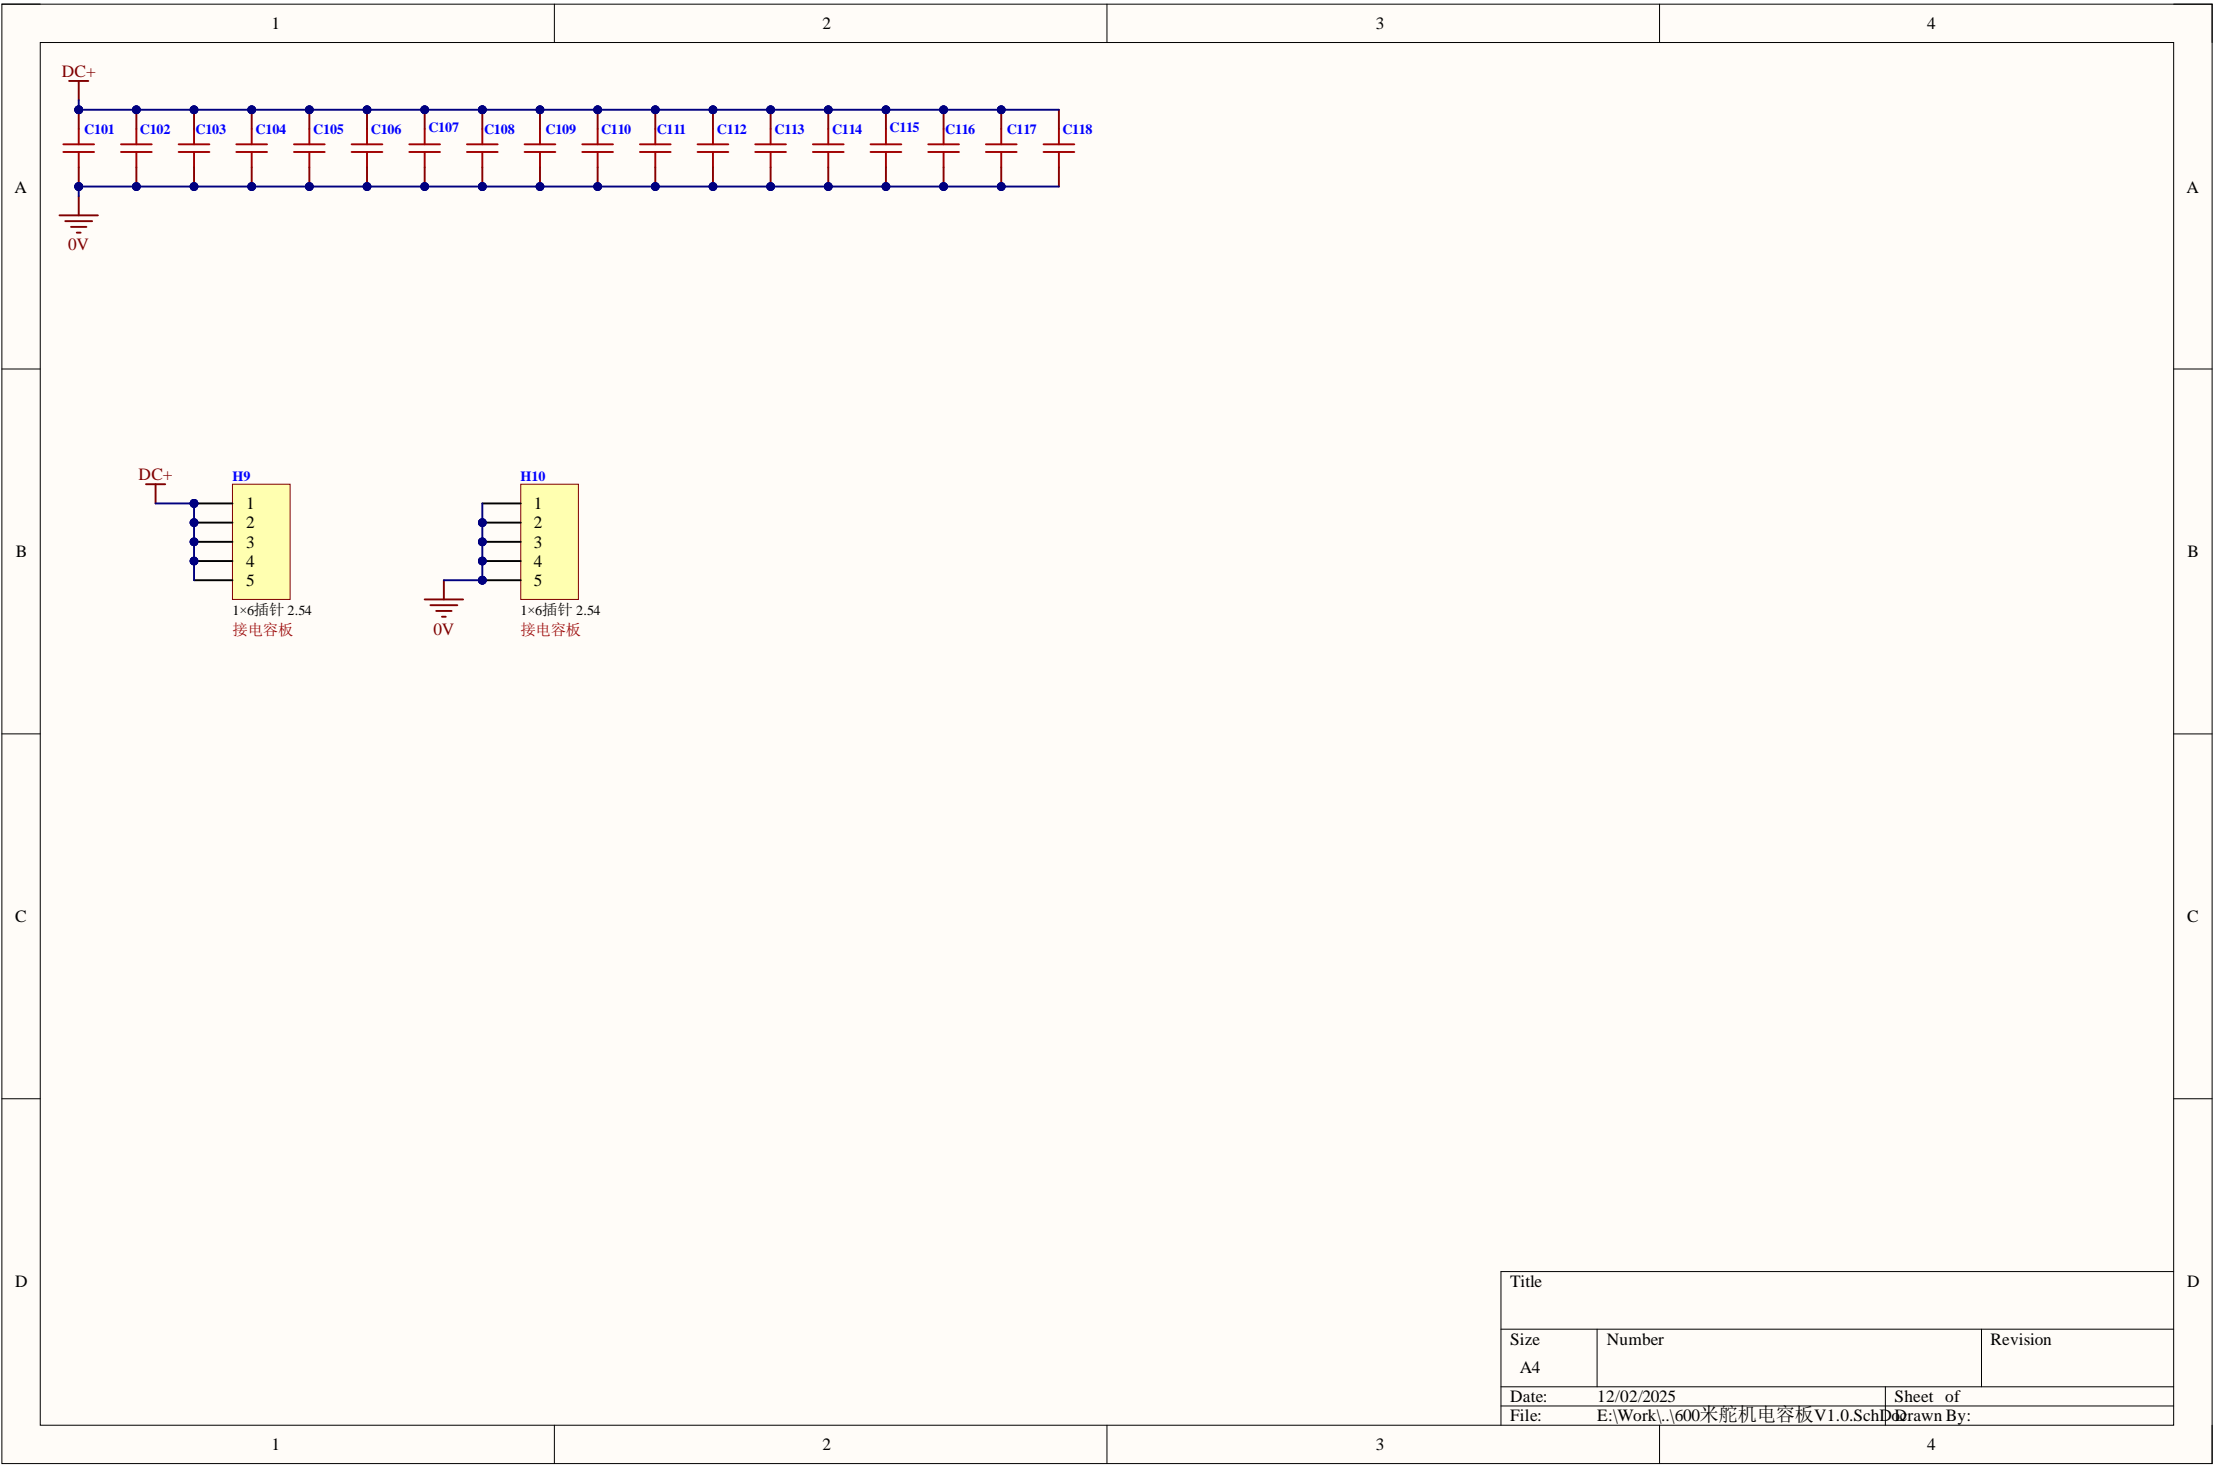 1 2 3 4
DC+
C101 C102 C103 C104 C105 C106 C107 C108 C109 C110 C111 C112 C113 C114 C115 C116 C117 C118
A A
0V
DC+ H9 H10
1 1
2 2
3 3
B B
4 4
5 5
1×6插针 2.54 1×6插针 2.54
接电容板 0V 接电容板
C C
D D
Title
Size Number Revision
A4
Date: 12/02/2025 Sheet of
File: E:\Work\..\600米舵机电容板V1.0.SchDoc Drawn By:
1 2 3 4